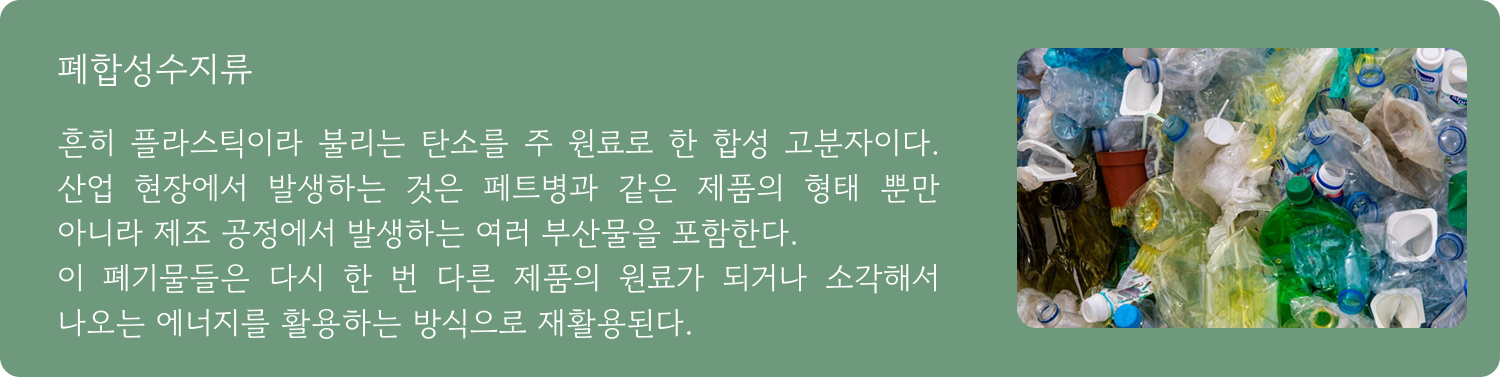 폐합성수지류
흔히 플라스틱이라 불리는 탄소를 주 원료로 한 합성 고분자이다.
산업 현장에서 발생하는 것은 페트병과 같은 제품의 형태 뿐만
아니라 제조 공정에서 발생하는 여러 부산물을 포함한다.
이 폐기물들은 다시 한 번 다른 제품의 원료가 되거나 소각해서
나오는 에너지를 활용하는 방식으로 재활용된다.